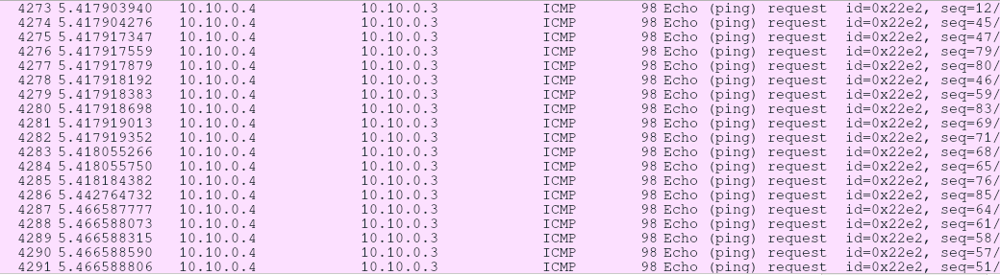 4273 5.417903940 10.10.0.4 10.10.0.3 ICMP 98 Echo (ping) request id=0x22e2, seq=12/
4274 5.417904276 10.10.0.4 10.10.0.3 ICMP 98 Echo (ping) request id=0x22e2, seq=45/
4275 5.417917347 10.10.0.4 10.10.0.3 ICMP 98 Echo (ping) request id=0x22e2, seq=47/
4276 5.417917559 10.10.0.4 10.10.0.3 ICMP 98 Echo (ping) request id=0x22e2, seq=79/
4277 5.417917879 10.10.0.4 10.10.0.3 ICMP 98 Echo (ping) request id=0x22e2, seq=80/
4278 5.417918192 10.10.0.4 10.10.0.3 ICMP 98 Echo (ping) request id=0x22e2, seq=46/
4279 5.417918383 10.10.0.4 10.10.0.3 ICMP 98 Echo (ping) request id=0x22e2, seq=59/
4280 5.417918698 10.10.0.4 10.10.0.3 ICMP 98 Echo (ping) request id=0x22e2, seq=83/
4281 5.417919013 10.10.0.4 10.10.0.3 ICMP 98 Echo (ping) request id=0x22e2, seq=69/
4282 5.417919352 10.10.0.4 10.10.0.3 ICMP 98 Echo (ping) request id=0x22e2, seq=71/
4283 5.418055266 10.10.0.4 10.10.0.3 ICMP 98 Echo (ping) request id=0x22e2, seq=68/
4284 5.418055750 10.10.0.4 10.10.0.3 ICMP 98 Echo (ping) request id=0x22e2, seq=65/
4285 5.418184382 10.10.0.4 10.10.0.3 ICMP 98 Echo (ping) request id=0x22e2, seq=76/
4286 5.442764732 10.10.0.4 10.10.0.3 ICMP 98 Echo (ping) request id=0x22e2, seq=85/
4287 5.466587777 10.10.0.4 10.10.0.3 ICMP 98 Echo (ping) request id=0x22e2, seq=64/
4288 5.466588073 10.10.0.4 10.10.0.3 ICMP 98 Echo (ping) request id=0x22e2, seq=61/
4289 5.466588315 10.10.0.4 10.10.0.3 ICMP 98 Echo (ping) request id=0x22e2, seq=58/
4290 5.466588590 10.10.0.4 10.10.0.3 ICMP 98 Echo (ping) request id=0x22e2, seq=57/
4291 5.466588806 10.10.0.4 10.10.0.3 ICMP 98 Echo (ping) request id=0x22e2, seq=51/